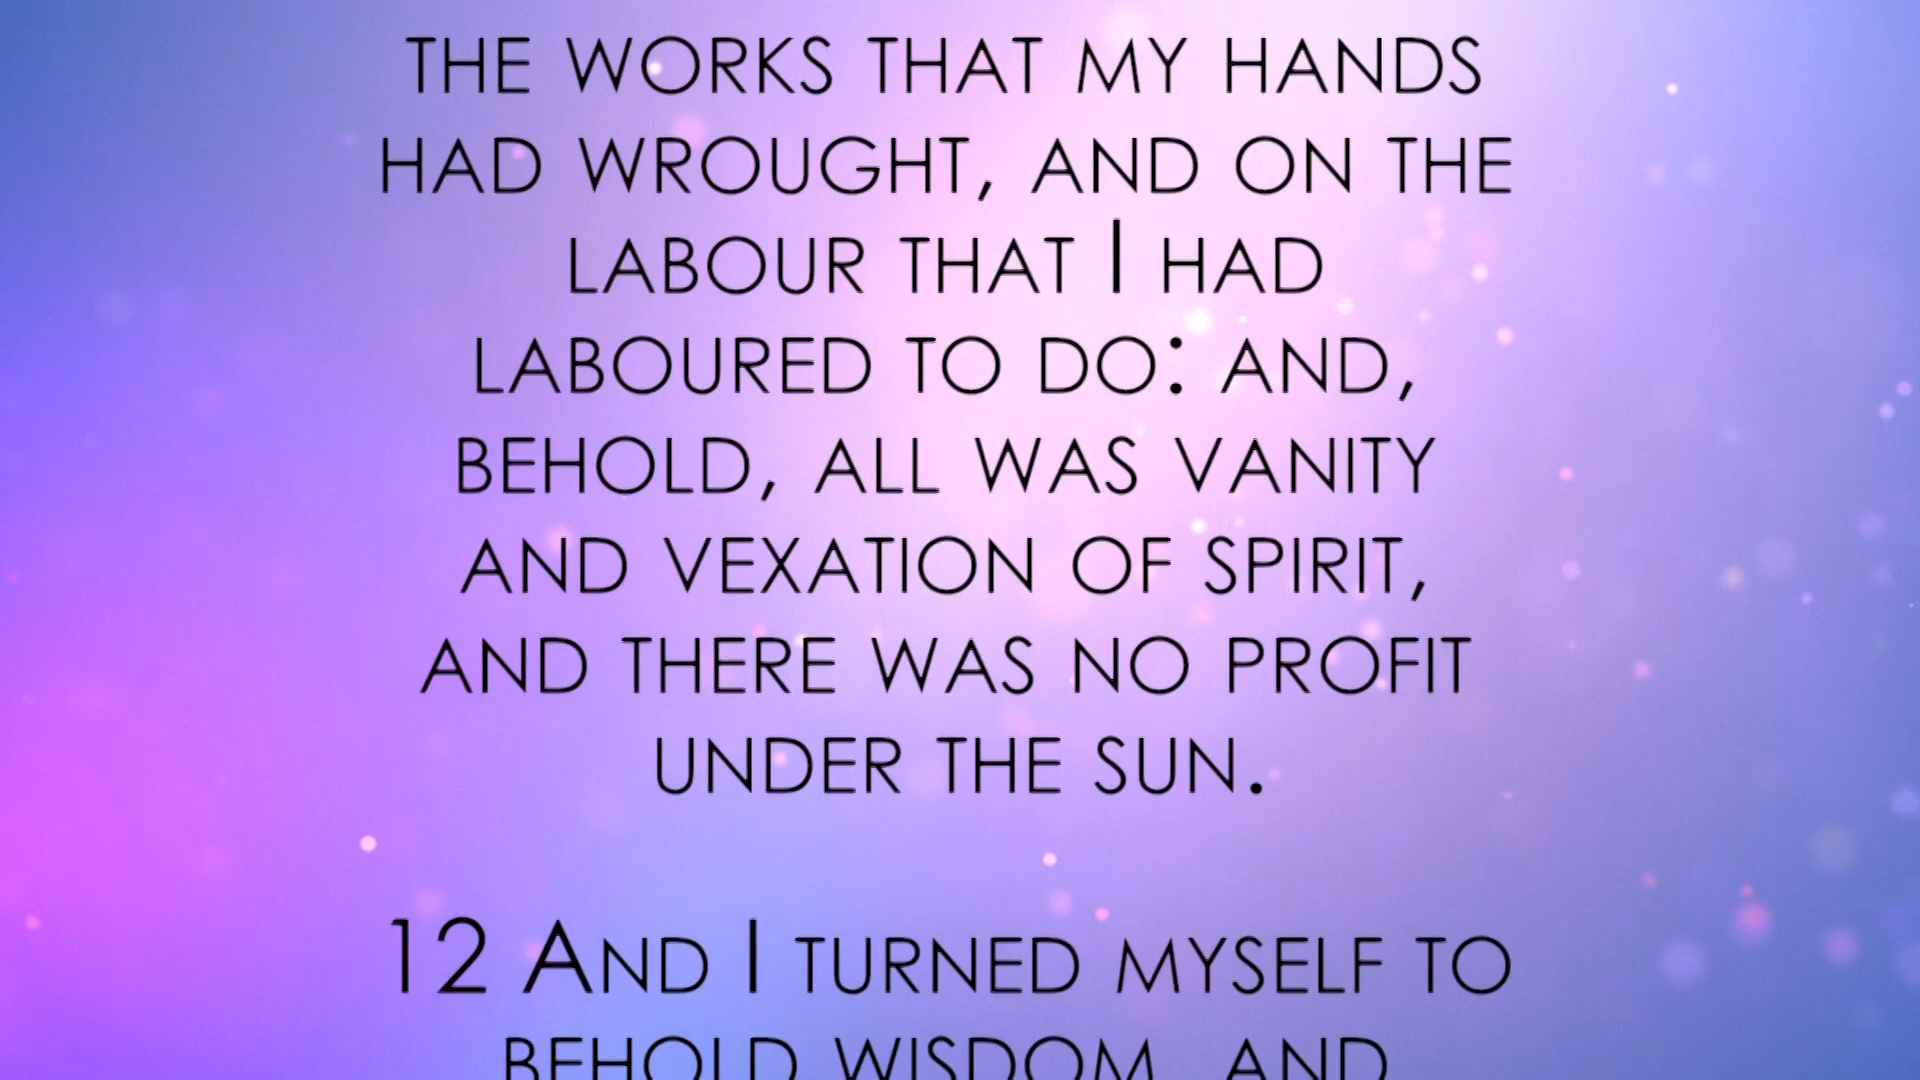 THE WORKS THAT MY HANDS
HAD WROUGHT, AND ON THE
LABOUR THAT I HAD
LABOURED TO DO: AND,
BEHOLD, ALL WAS VANITY
AND VEXATION OF SPIRIT,
AND THERE WAS NO PROFIT
UNDER THE SUN.
12 AND I TURNED MYSELF TO
BEHOLD WISDOM, AND